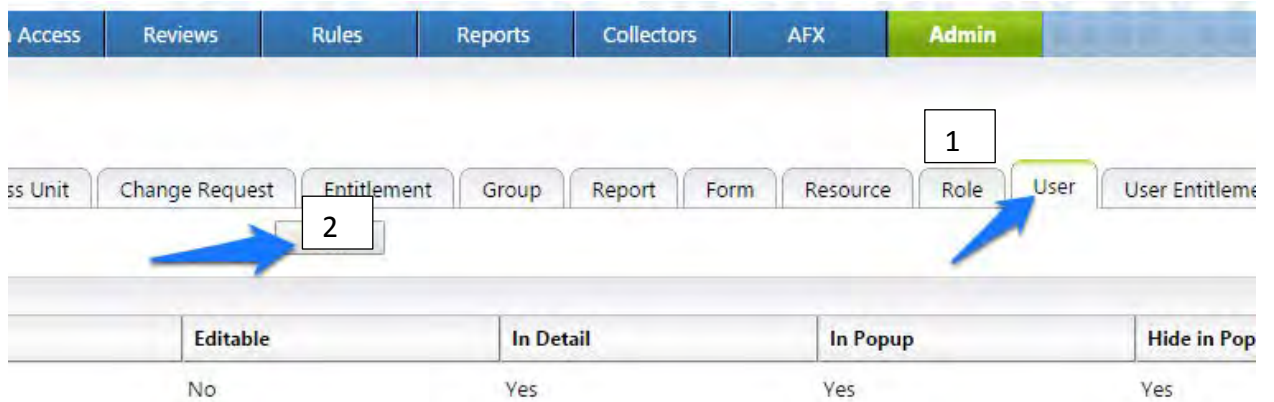 Access Reviews Rules Reports Collectors AFX Admin
1
ss Unit Change Request Entitlement Group Report Form Resource Role User User Entitleme
2
Editable In Detail In Popup Hide in Pop
No Yes Yes Yes